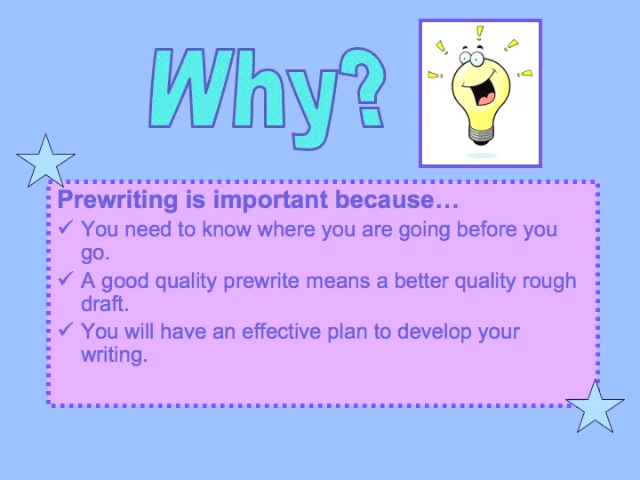 Why?
Prewriting is important because…
✓ You need to know where you are going before you
go.
✓ A good quality prewrite means a better quality rough
draft.
✓ You will have an effective plan to develop your
writing.